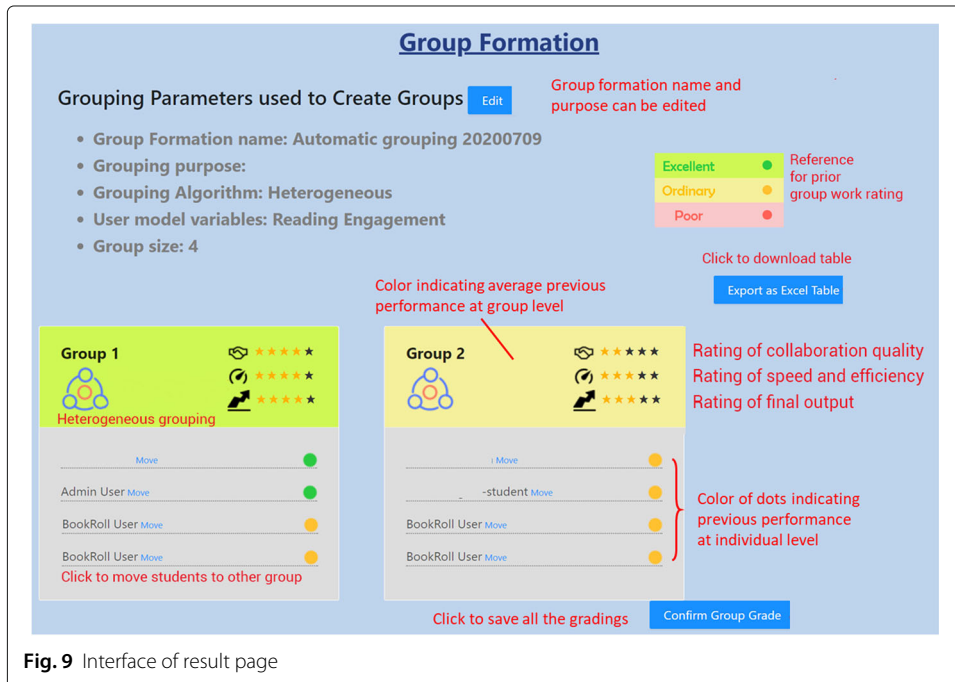 Group Formation
Grouping Parameters used to Create Groups Edit
Group formation name and
purpose can be edited
• Group Formation name: Automatic grouping 20200709
• Grouping purpose:
• Grouping Algorithm: Heterogeneous
• User model variables: Reading Engagement
• Group size: 4
Excellent
Ordinary
Poor
Reference
for prior
group work rating
Click to download table
Export as Excel Table
Color indicating average previous
performance at group level
Group 1
Heterogeneous grouping
Move
Admin User Move
BookRoll User Move
BookRoll User Move
Click to move students to other group
Group 2
Move
-student Move
BookRoll User Move
BookRoll User Move
Rating of collaboration quality
Rating of speed and efficiency
Rating of final output
Color of dots indicating
previous performance
at individual level
Click to save all the gradings
Confirm Group Grade
Fig. 9 Interface of result page